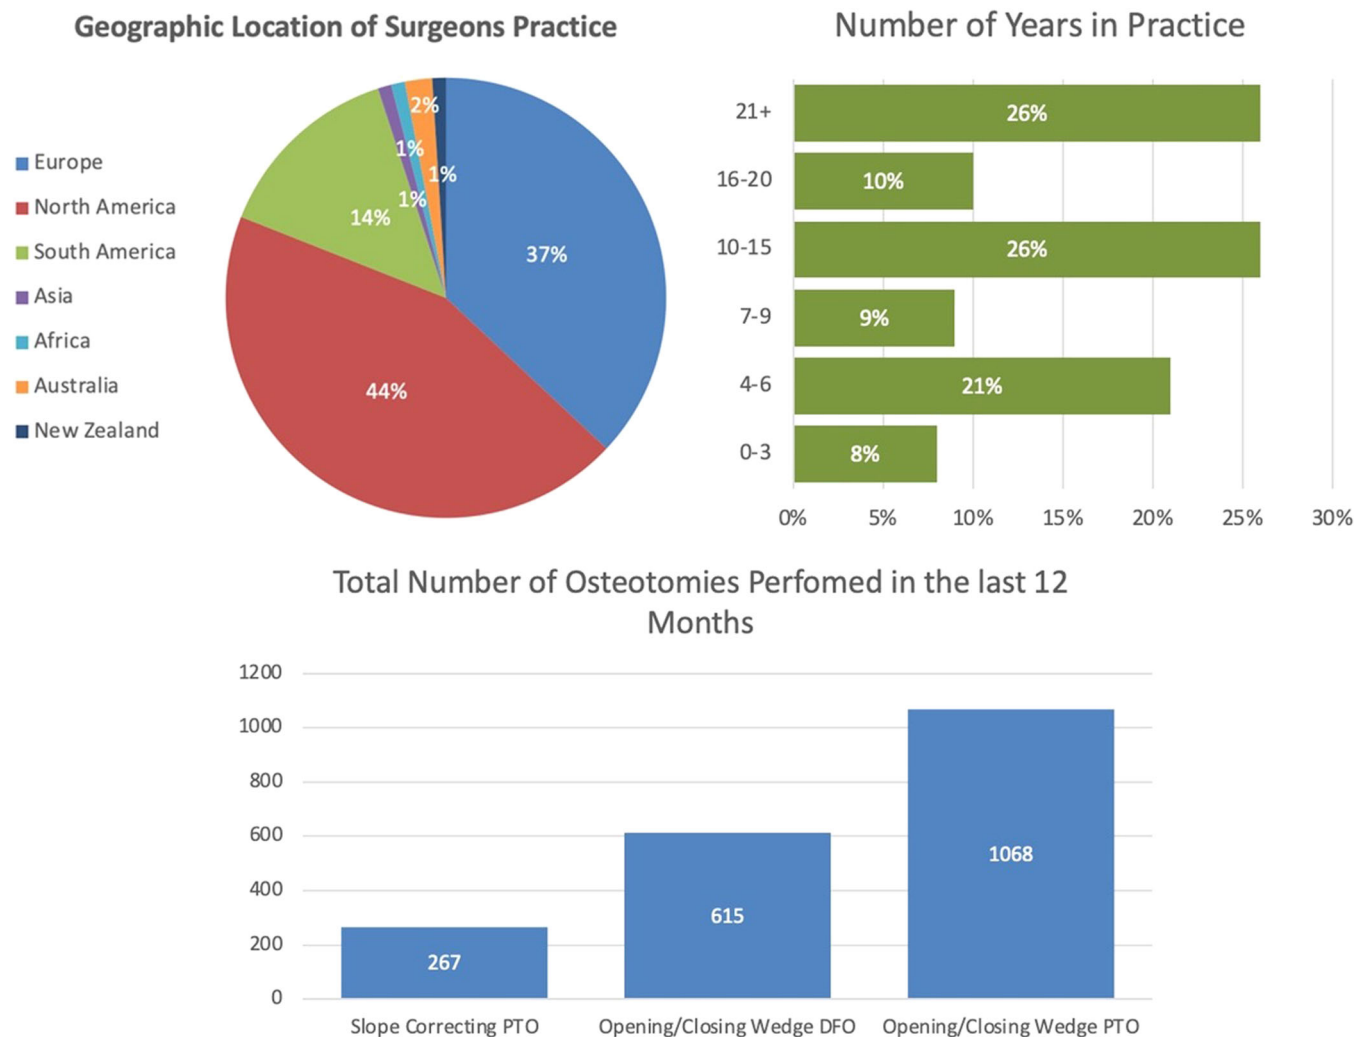 Geographic Location of Surgeons Practice
Europe
North America
South America
Asia
Africa
Australia
New Zealand
37%
44%
14%
1%
1%
2%
1%
Number of Years in Practice
21+
26%
16-20
10%
10-15
26%
7-9
9%
4-6
21%
0-3
8%
0%
5%
10%
15%
20%
25%
30%
Total Number of Osteotomies Perfomed in the last 12
Months
1200
1000
800
600
400
200
0
267
615
1068
Slope Correcting PTO
Opening/Closing Wedge DFO
Opening/Closing Wedge PTO